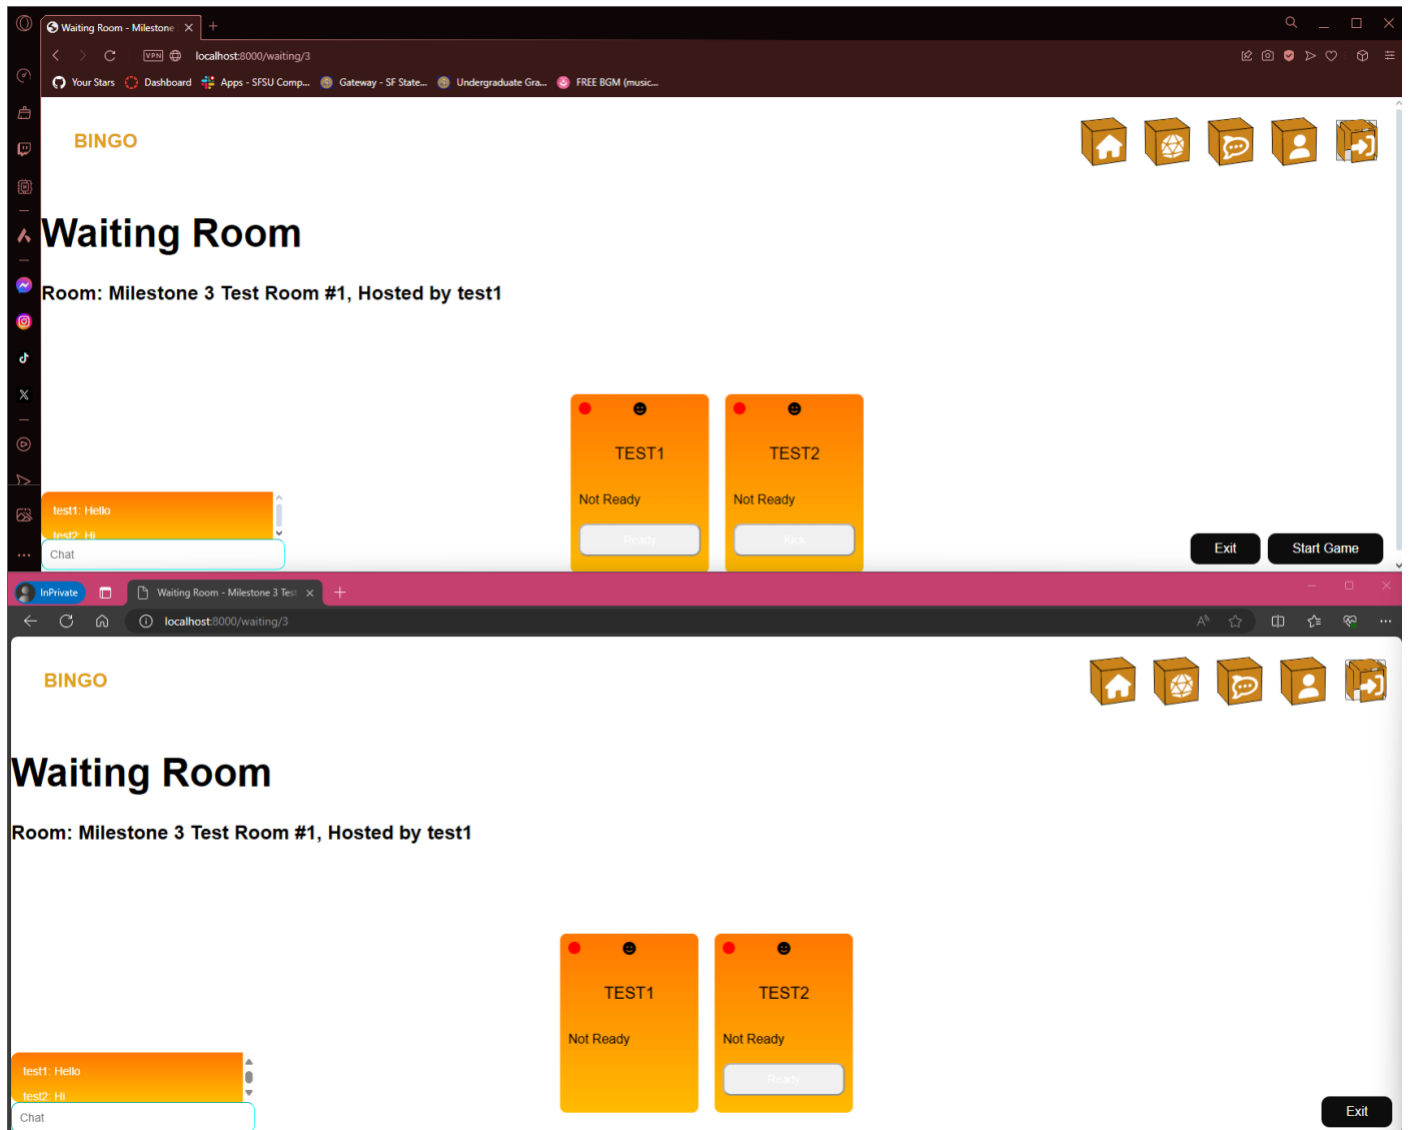 Waiting Room - Milestone
VPN
localhost:8000/waiting/3
Your Stars Dashboard Apps - SFSU Comp... Gateway - SF State... Undergraduate Gra... FREE BGM (music...
BINGO
Waiting Room
Room: Milestone 3 Test Room #1, Hosted by test1
TEST1 TEST2
Not Ready Not Ready
Ready Kick
test1: Hello
test2: Hi
Chat
Exit Start Game
InPrivate Waiting Room - Milestone 3 Test
localhost:8000/waiting/3
BINGO
Waiting Room
Room: Milestone 3 Test Room #1, Hosted by test1
TEST1 TEST2
Not Ready Not Ready
Ready
test1: Hello
test2: Hi
Chat
Exit